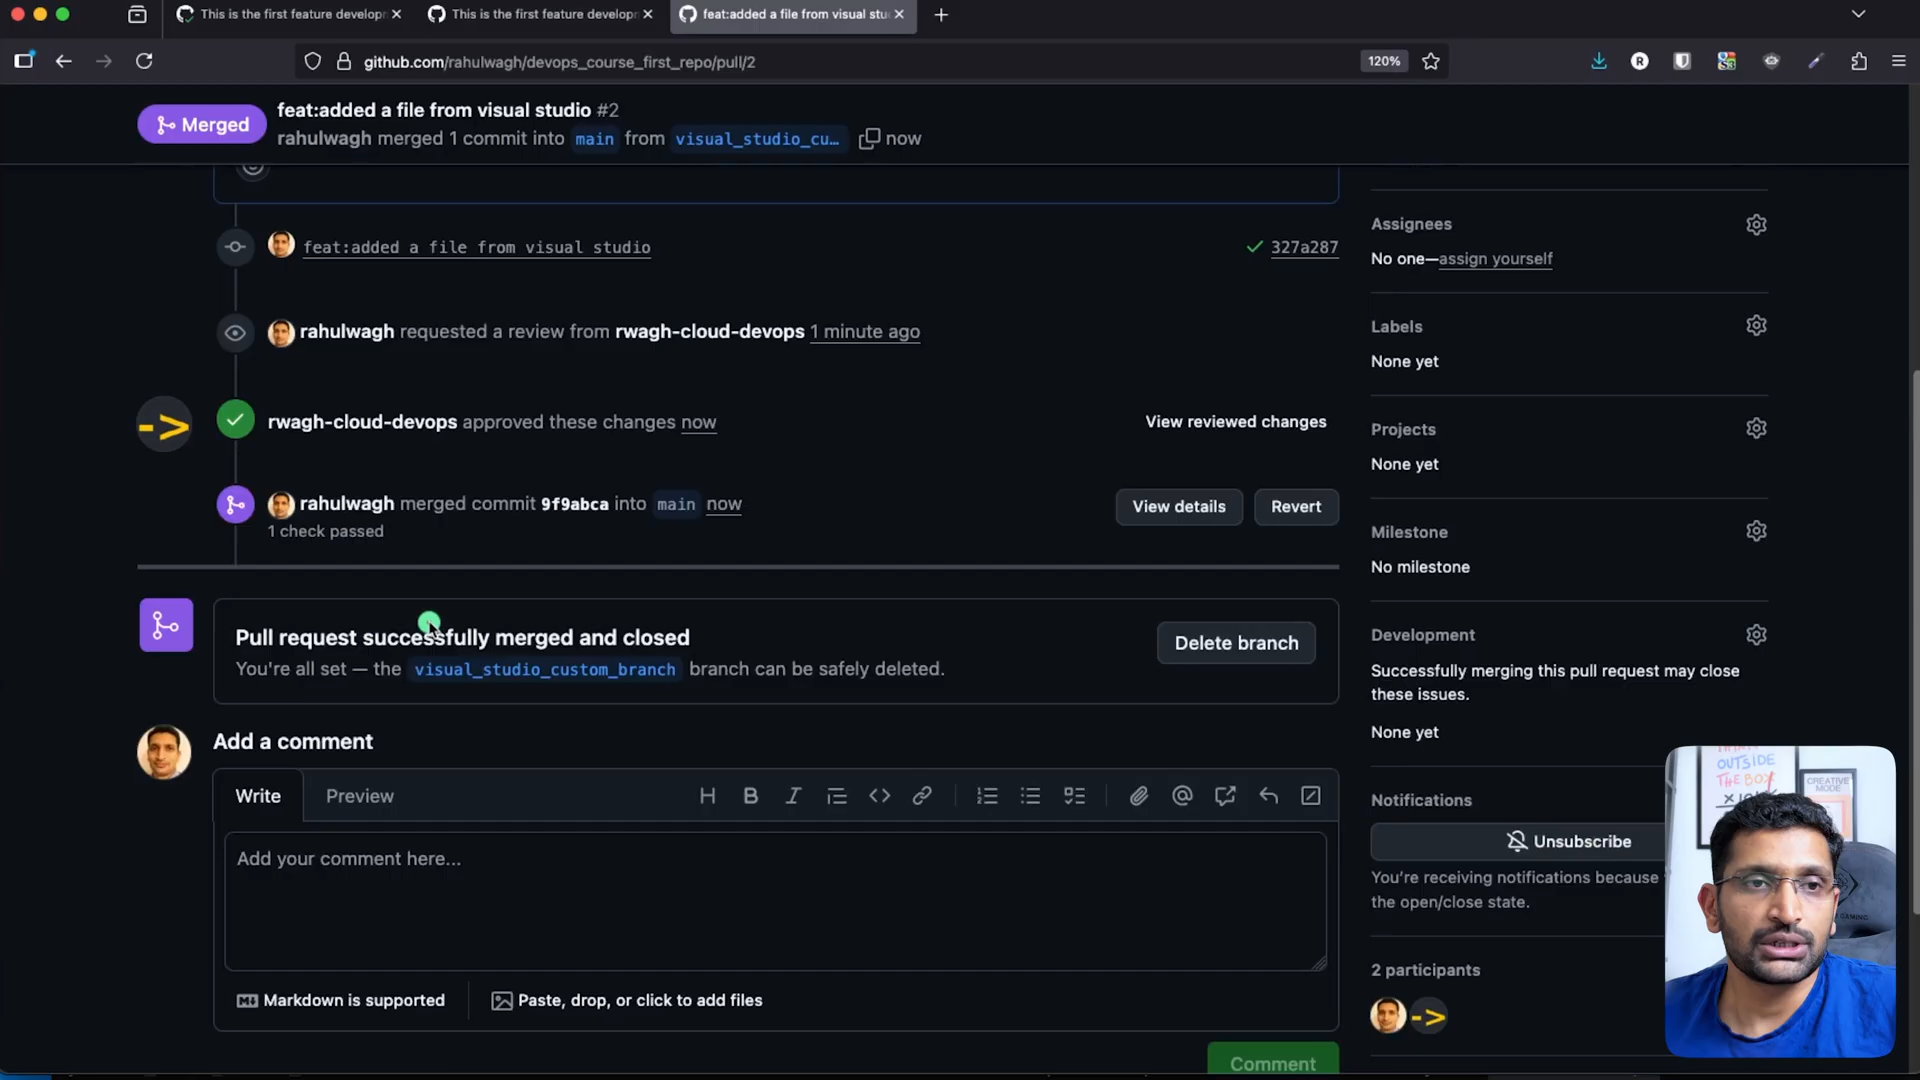 This is the first feature develop
This is the first feature develop
feat:added a file from visual stu
github.com/rahulwagh/devops_course_first_repo/pull/2
120%
R
Merged
feat:added a file from visual studio #2
rahulwagh merged 1 commit into main from visual_studio_cu… now
feat:added a file from visual studio
327a287
rahulwagh requested a review from rwagh-cloud-devops 1 minute ago
->
rwagh-cloud-devops approved these changes now
View reviewed changes
rahulwagh merged commit 9f9abca into main now
View details
Revert
1 check passed
Pull request successfully merged and closed
You're all set — the visual_studio_custom_branch branch can be safely deleted.
Delete branch
Add a comment
Write
Preview
Add your comment here...
Markdown is supported
Paste, drop, or click to add files
Comment
Assignees
No one—assign yourself
Labels
None yet
Projects
None yet
Milestone
No milestone
Development
Successfully merging this pull request may close
these issues.
None yet
Notifications
Unsubscribe
You're receiving notifications because
the open/close state.
2 participants
->
OUTSIDE
THE BOX
CREATIVE
MODE